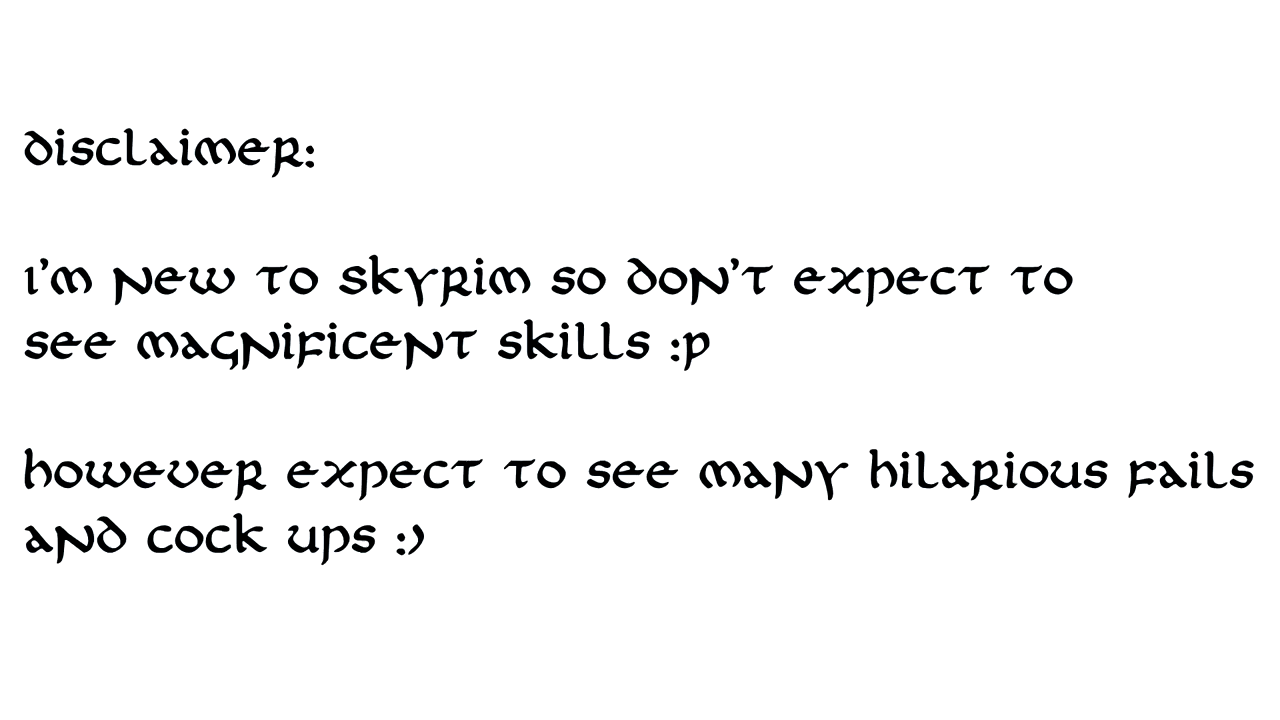 disclaimer:
i'm new to skyrim so don't expect to
see magnificent skills :p
however expect to see many hilarious fails
and cock ups :)